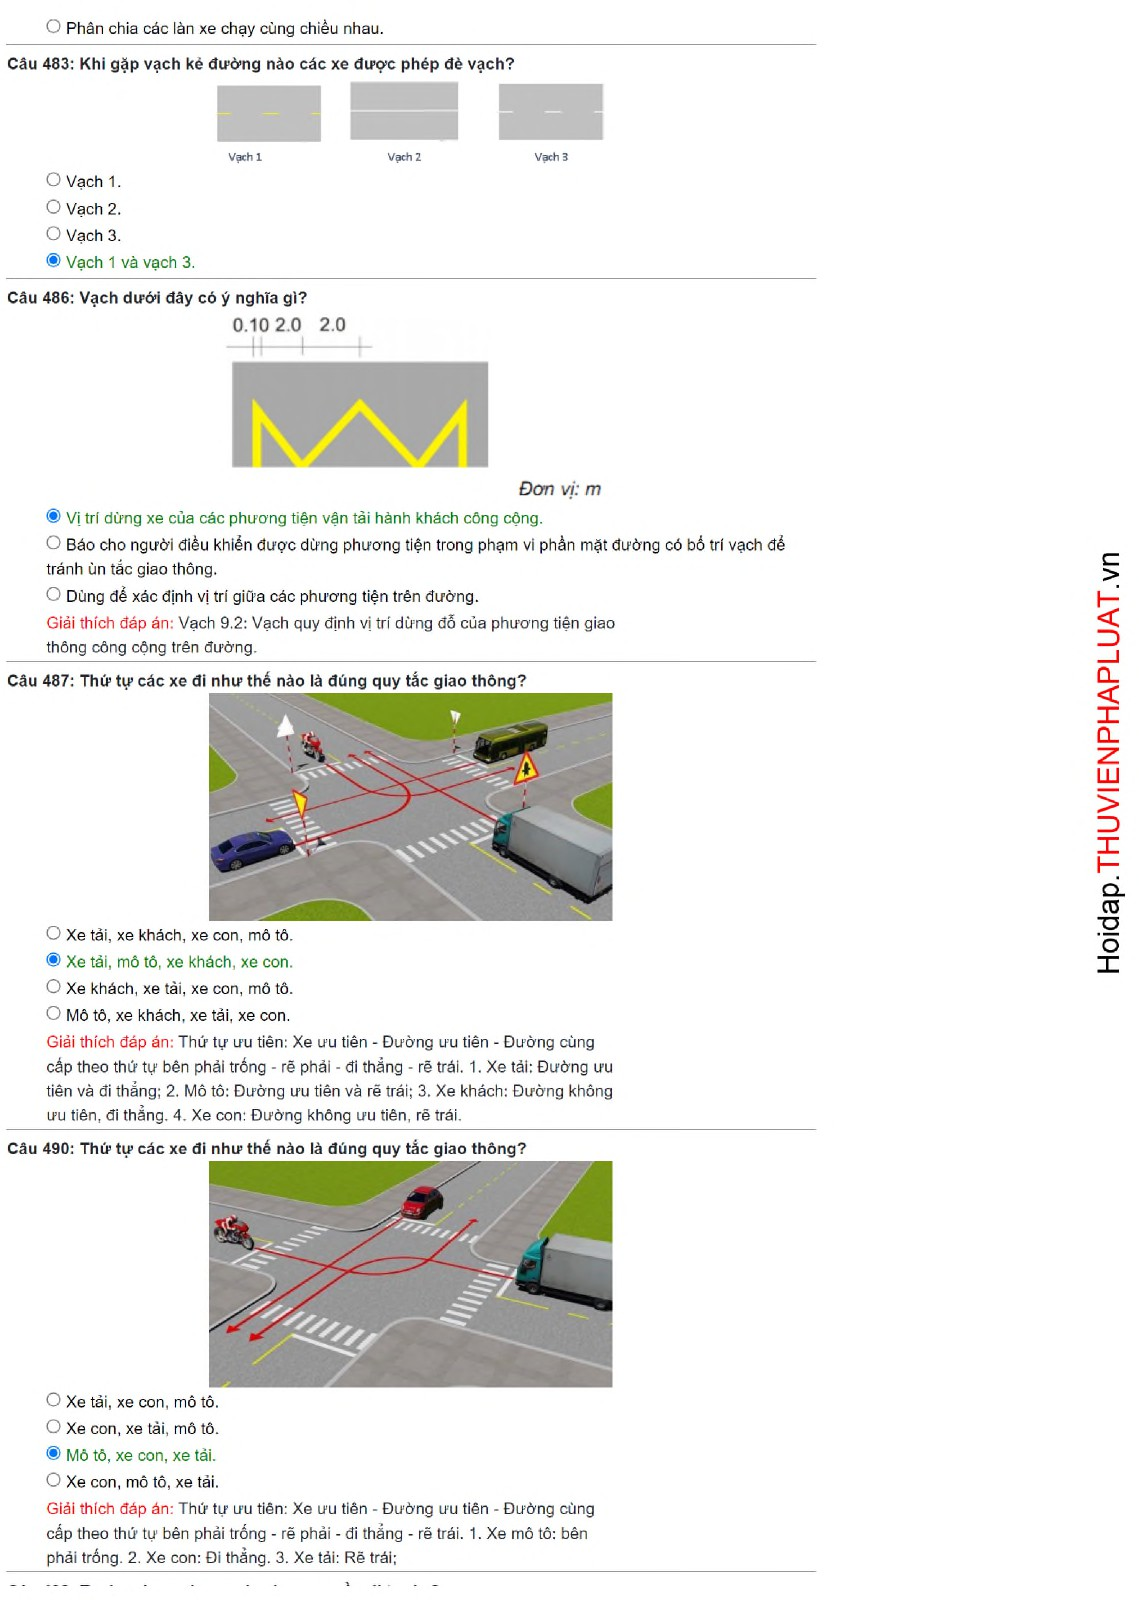 Phân chia các làn xe chạy cùng chiều nhau.
Câu 483: Khi gặp vạch kẻ đường nào các xe được phép đè vạch?
Vạch 1 Vạch 2 Vạch 3
Vạch 1.
Vạch 2.
Vạch 3.
Vạch 1 và vạch 3.
Câu 486: Vạch dưới đây có ý nghĩa gì?
0.10 2.0 2.0
Đơn vị: m
Vị trí dừng xe của các phương tiện vận tải hành khách công cộng.
Báo cho người điều khiển được dừng phương tiện trong phạm vi phần mặt đường có bố trí vạch để
tránh ùn tắc giao thông.
Dùng để xác định vị trí giữa các phương tiện trên đường.
Giải thích đáp án: Vạch 9.2: Vạch quy định vị trí dừng đỗ của phương tiện giao
thông công cộng trên đường.
Câu 487: Thứ tự các xe đi như thế nào là đúng quy tắc giao thông?
Xe tải, xe khách, xe con, mô tô.
Xe tải, mô tô, xe khách, xe con.
Xe khách, xe tải, xe con, mô tô.
Mô tô, xe khách, xe tải, xe con.
Giải thích đáp án: Thứ tự ưu tiên: Xe ưu tiên - Đường ưu tiên - Đường cùng
cấp theo thứ tự bên phải trống - rẽ phải - đi thẳng - rẽ trái. 1. Xe tải: Đường ưu
tiên và đi thẳng; 2. Mô tô: Đường ưu tiên và rẽ trái; 3. Xe khách: Đường không
ưu tiên, đi thẳng. 4. Xe con: Đường không ưu tiên, rẽ trái.
Câu 490: Thứ tự các xe đi như thế nào là đúng quy tắc giao thông?
Xe tải, xe con, mô tô.
Xe con, xe tải, mô tô.
Mô tô, xe con, xe tải.
Xe con, mô tô, xe tải.
Giải thích đáp án: Thứ tự ưu tiên: Xe ưu tiên - Đường ưu tiên - Đường cùng
cấp theo thứ tự bên phải trống - rẽ phải - đi thẳng - rẽ trái. 1. Xe mô tô: bên
phải trống. 2. Xe con: Đi thẳng. 3. Xe tải: Rẽ trái;
Hoidap.THUVIENPHAPLUAT.vn